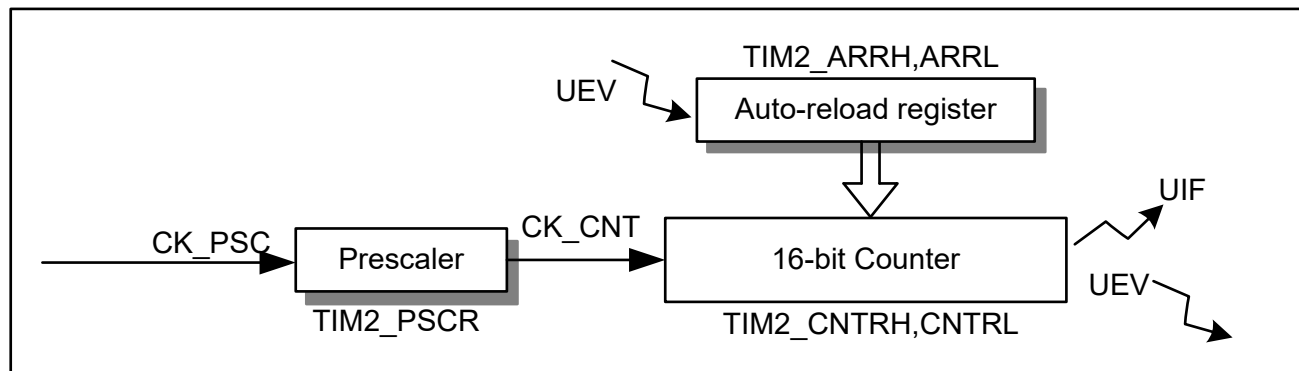 TIM2_ARRH,ARRL
UEV
Auto-reload register
UIF
CK_PSC
Prescaler
CK_CNT
16-bit Counter
UEV
TIM2_PSCR
TIM2_CNTRH,CNTRL